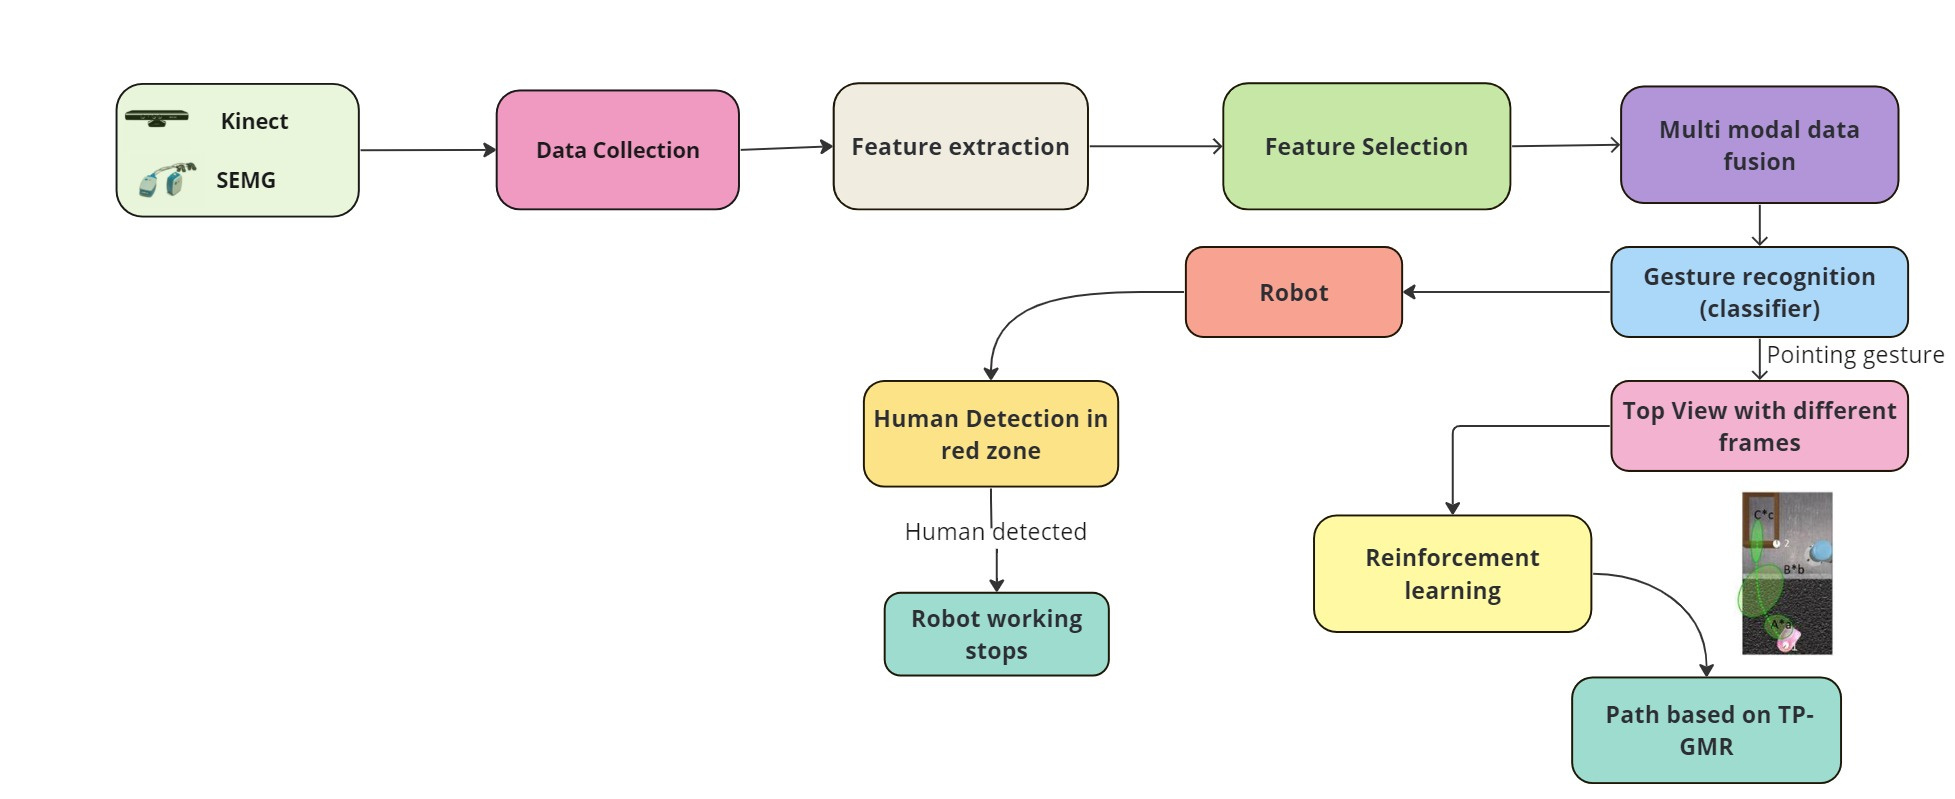 Kinect
SEMG
Data Collection
Feature extraction
Feature Selection
Multi modal data
fusion
Robot
Gesture recognition
(classifier)
Pointing gesture
Human Detection in
red zone
Top View with different
frames
Human detected
Reinforcement
learning
C*c
2
B*b
A*a
1
Robot working
stops
Path based on TP-
GMR